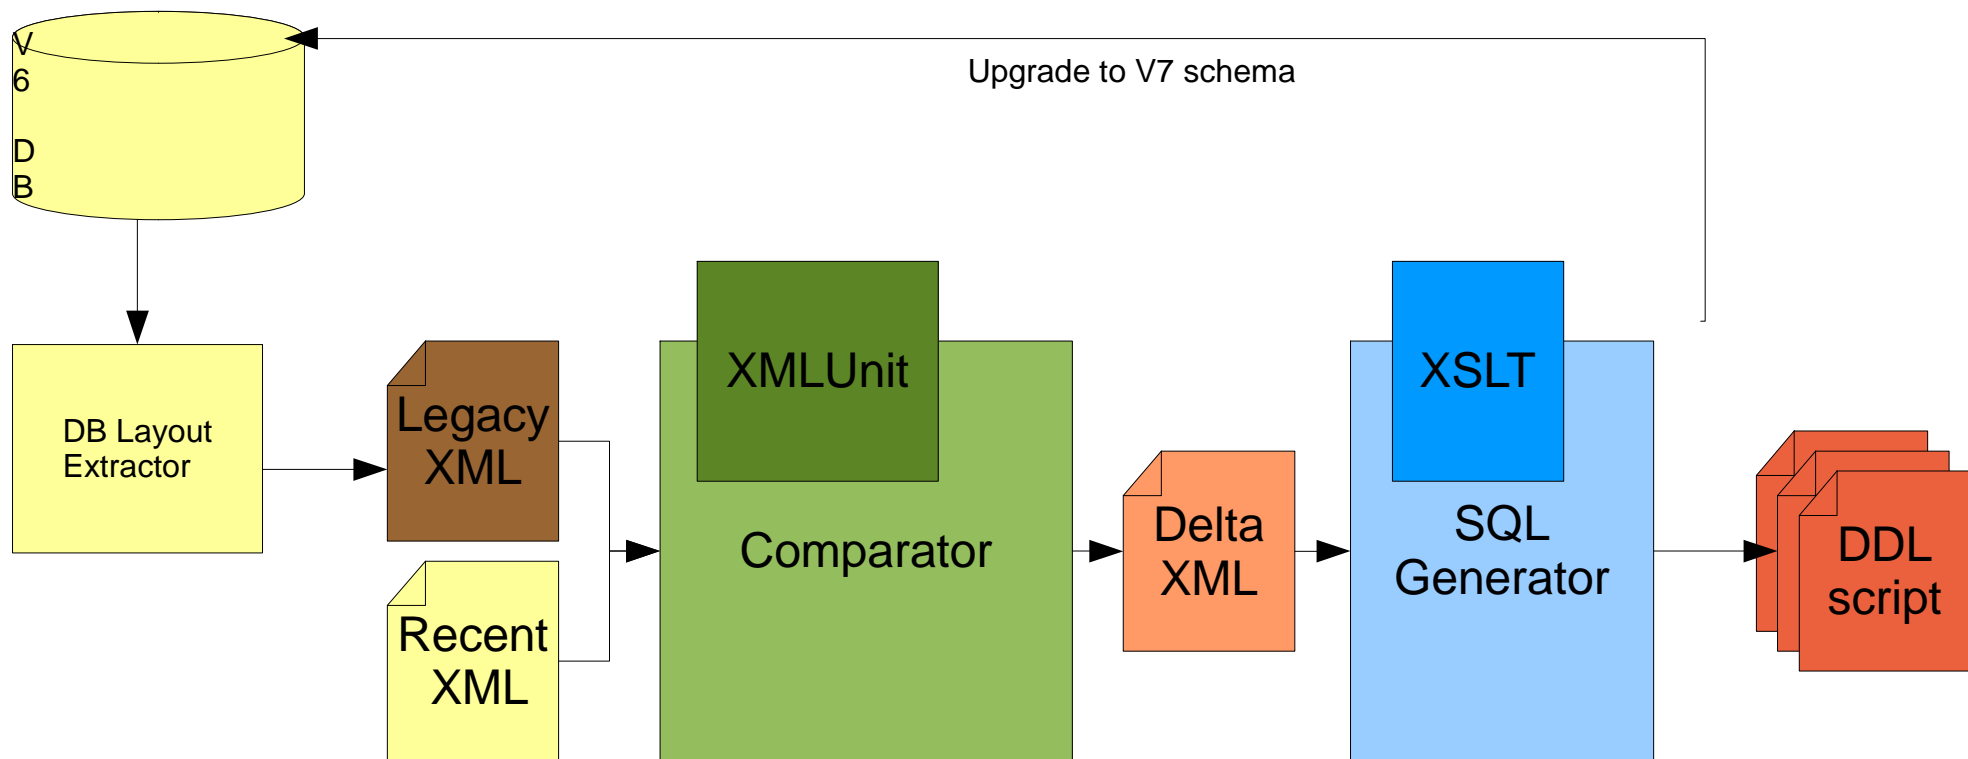 V
6
D
B
Upgrade to V7 schema
DB Layout
Extractor
Legacy
XML
Recent
XML
XMLUnit
Comparator
Delta
XML
XSLT
SQL
Generator
DDL
script